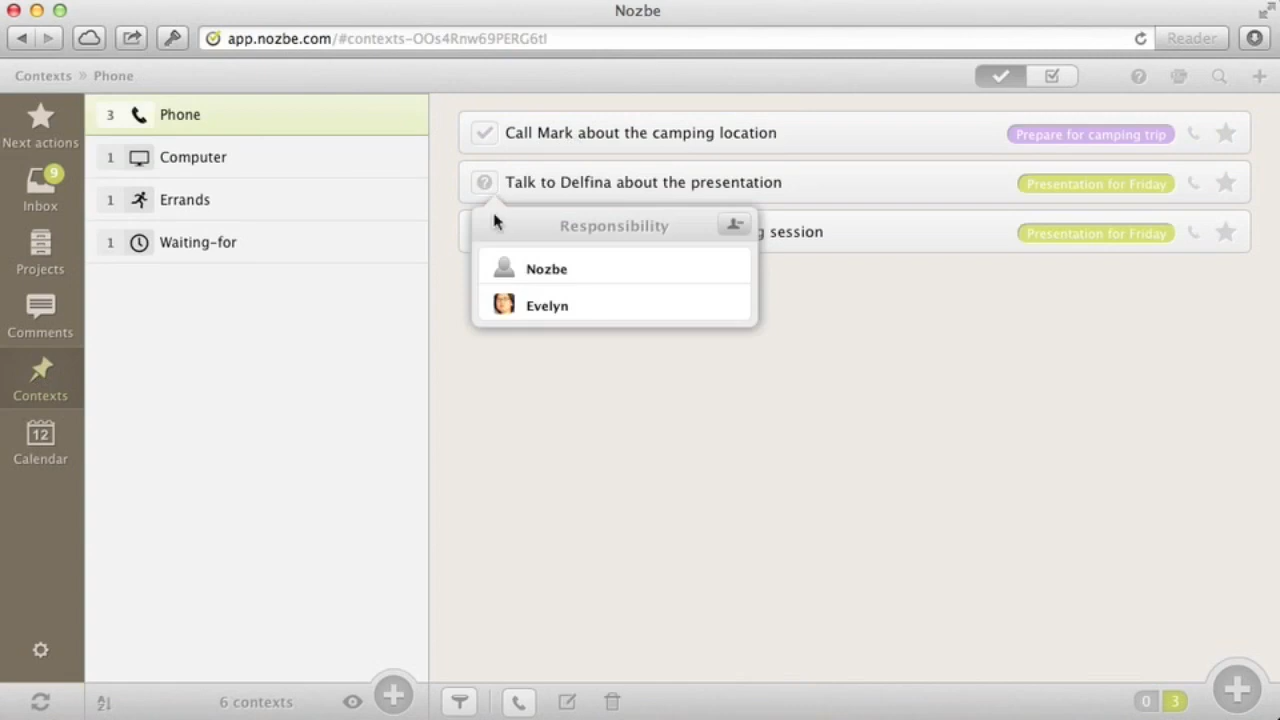 Nozbe
app.nozbe.com/#contexts-OOs4Rnw69PERG6tI
Reader
Contexts » Phone
Next actions
9
Inbox
Projects
Comments
Contexts
12
Calendar
3 Phone
1 Computer
1 Errands
1 Waiting-for
A
Z
6 contexts
Call Mark about the camping location
Prepare for camping trip
Talk to Delfina about the presentation
Presentation for Friday
session
Presentation for Friday
Responsibility
Nozbe
Evelyn
0 3